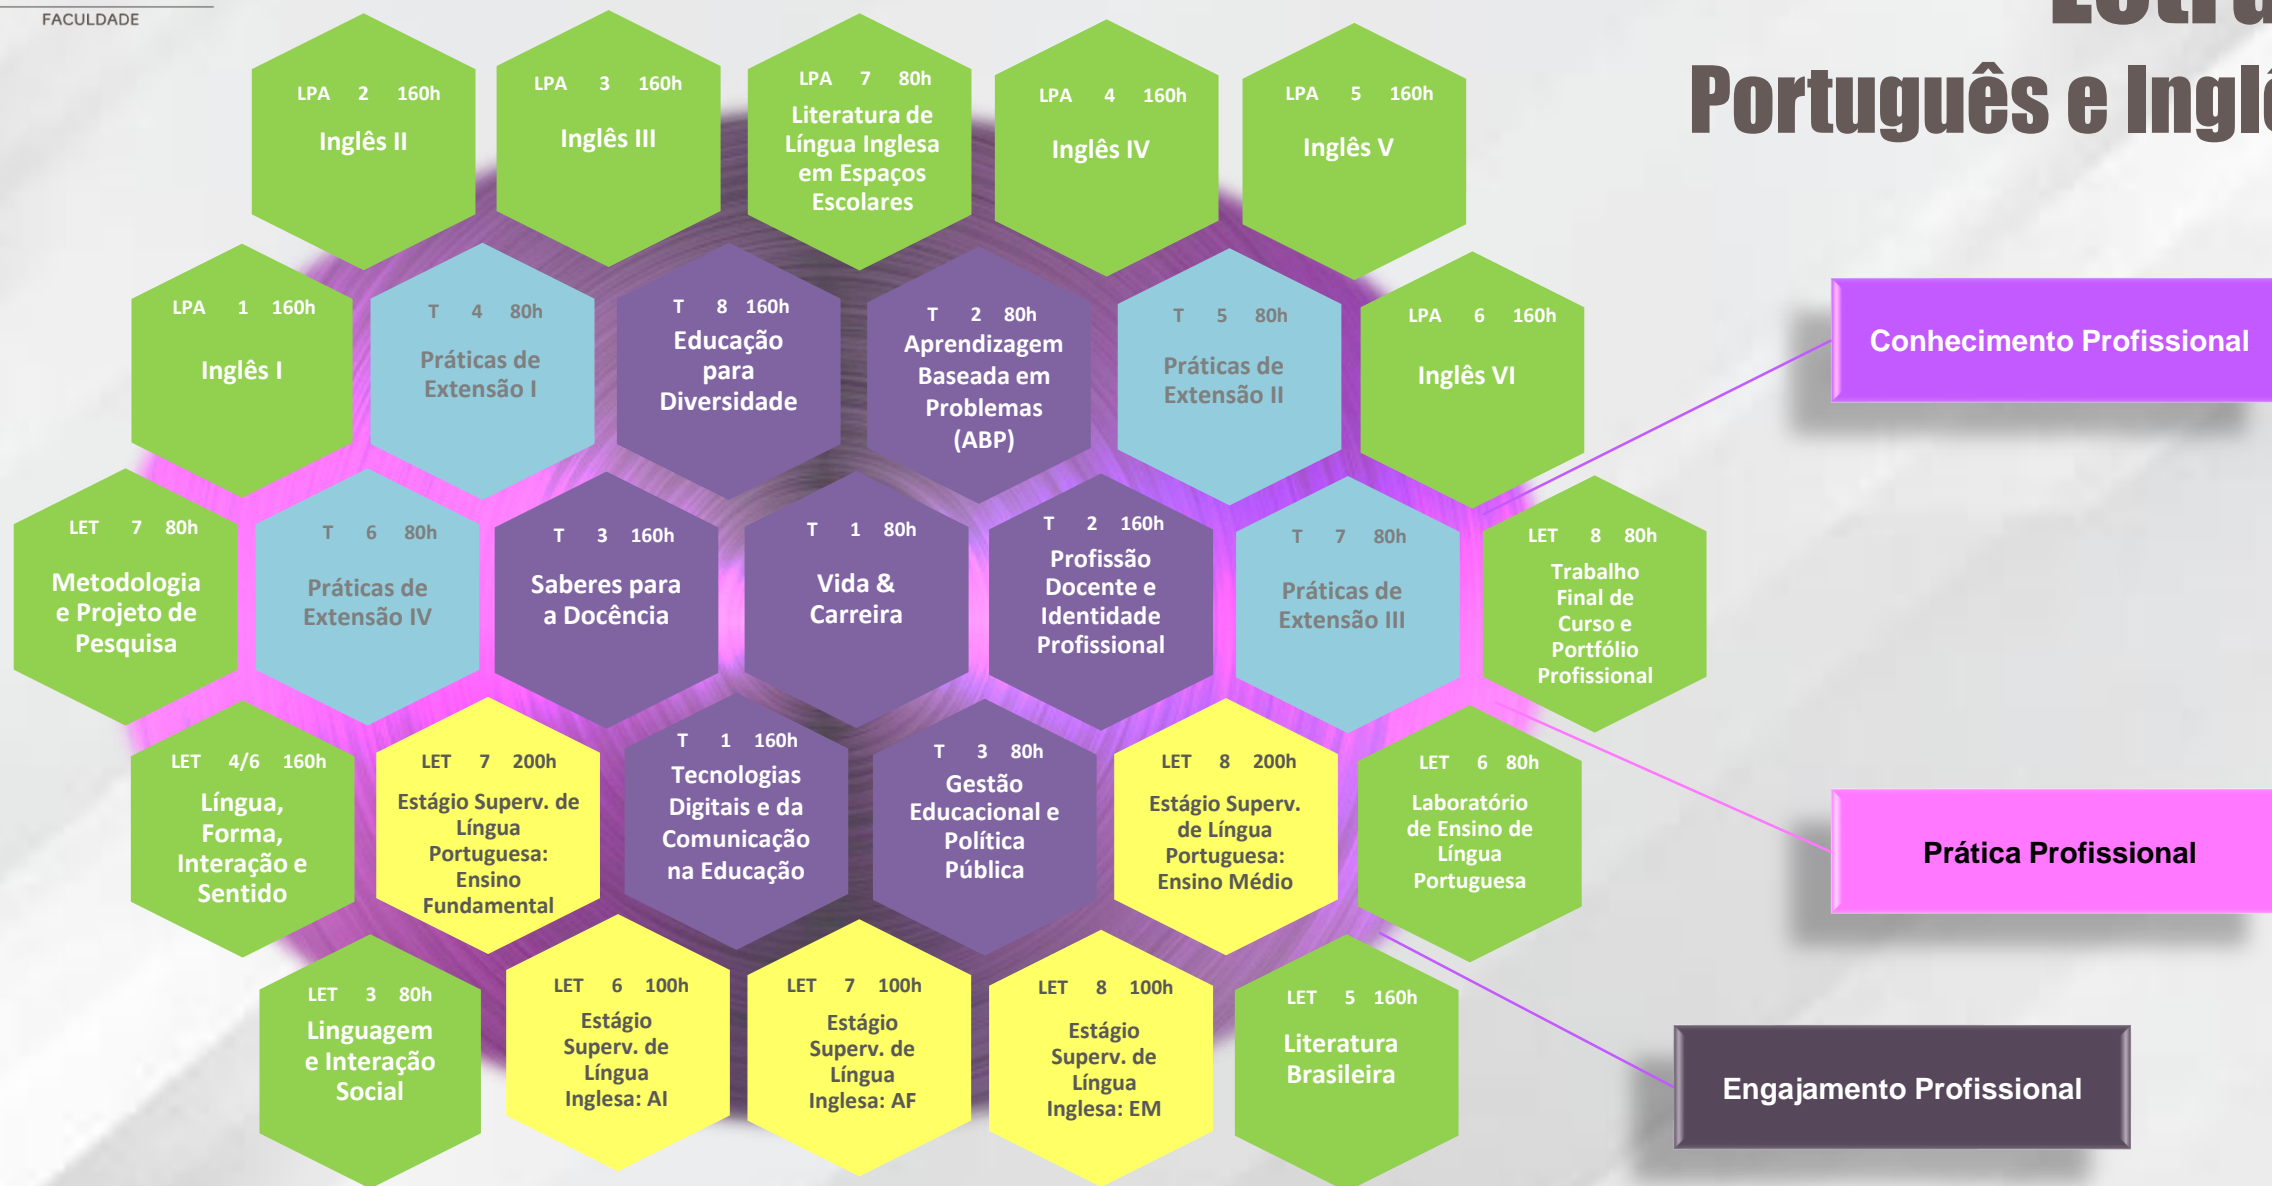 FACULDADE
Português e Inglê
LPA 2 160h
Inglês II
LPA 3 160h
Inglês III
LPA 7 80h
Literatura de
Língua Inglesa
em Espaços
Escolares
LPA 4 160h
Inglês IV
LPA 5 160h
Inglês V
LPA 1 160h
Inglês I
T 4 80h
Práticas de
Extensão I
T 8 160h
Educação
para
Diversidade
T 2 80h
Aprendizagem
Baseada em
Problemas
(ABP)
T 5 80h
Práticas de
Extensão II
LPA 6 160h
Inglês VI
Conhecimento Profissional
LET 7 80h
Metodologia
e Projeto de
Pesquisa
T 6 80h
Práticas de
Extensão IV
T 3 160h
Saberes para
a Docência
T 1 80h
Vida &
Carreira
T 2 160h
Profissão
Docente e
Identidade
Profissional
T 7 80h
Práticas de
Extensão III
LET 8 80h
Trabalho
Final de
Curso e
Portfólio
Profissional
LET 4/6 160h
Língua,
Forma,
Interação e
Sentido
LET 7 200h
Estágio Superv. de
Língua
Portuguesa:
Ensino
Fundamental
T 1 160h
Tecnologias
Digitais e da
Comunicação
na Educação
T 3 80h
Gestão
Educacional e
Política
Pública
LET 8 200h
Estágio Superv.
de Língua
Portuguesa:
Ensino Médio
LET 6 80h
Laboratório
de Ensino de
Língua
Portuguesa
Prática Profissional
LET 3 80h
Linguagem
e Interação
Social
LET 6 100h
Estágio
Superv. de
Língua
Inglesa: AI
LET 7 100h
Estágio
Superv. de
Língua
Inglesa: AF
LET 8 100h
Estágio
Superv. de
Língua
Inglesa: EM
LET 5 160h
Literatura
Brasileira
Engajamento Profissional